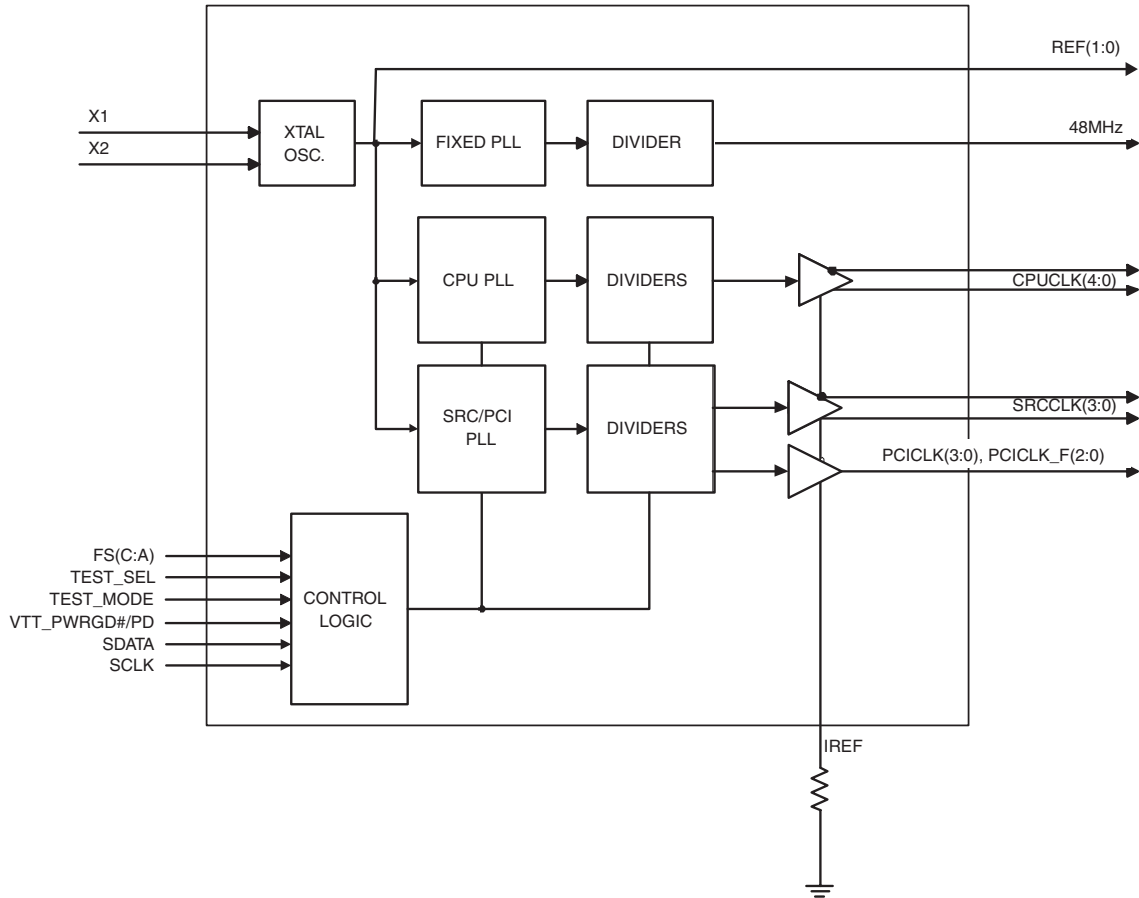 REF(1:0)
X1
X2
XTAL
OSC.
FIXED PLL
DIVIDER
48MHz
CPU PLL
DIVIDERS
CPUCLK(4:0)
SRC/PCI
PLL
DIVIDERS
SRCCLK(3:0)
PCICLK(3:0), PCICLK_F(2:0)
FS(C:A)
TEST_SEL
TEST_MODE
VTT_PWRGD#/PD
SDATA
SCLK
CONTROL
LOGIC
IREF